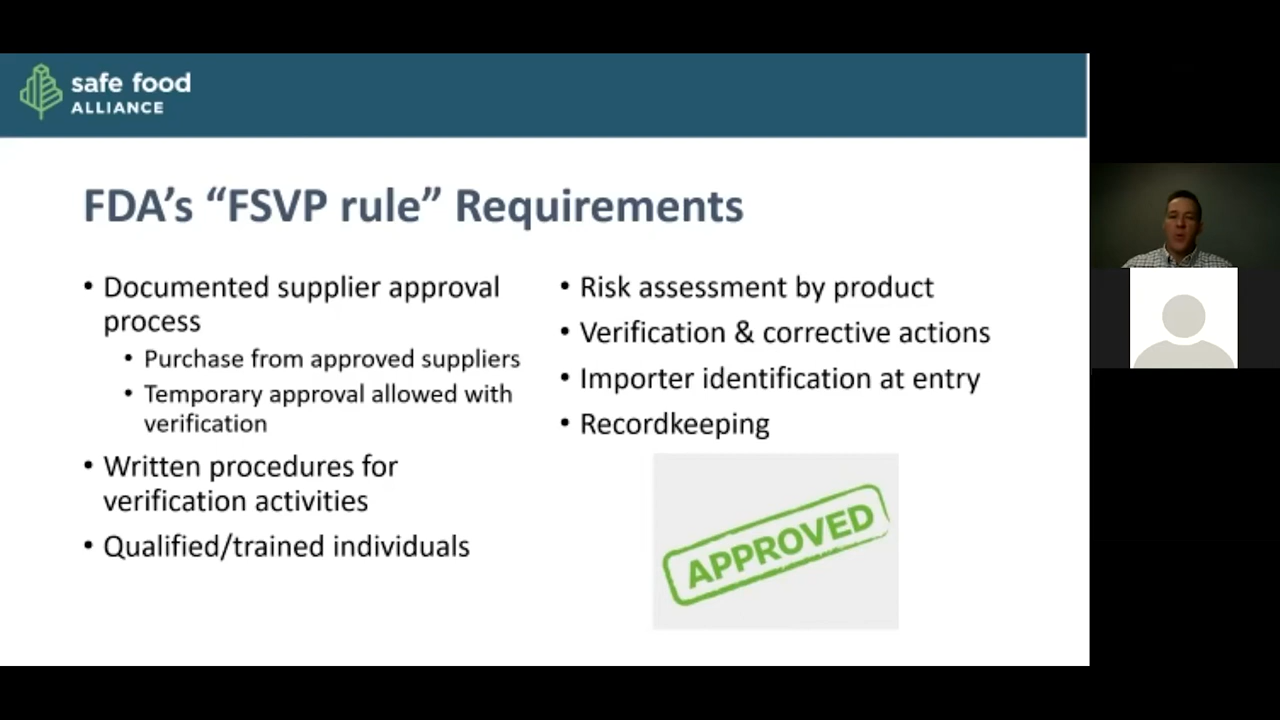 safe food
ALLIANCE
FDA's “FSVP rule” Requirements
• Documented supplier approval
process
• Purchase from approved suppliers
• Temporary approval allowed with
verification
• Written procedures for
verification activities
• Qualified/trained individuals
• Risk assessment by product
• Verification & corrective actions
• Importer identification at entry
• Recordkeeping
APPROVED